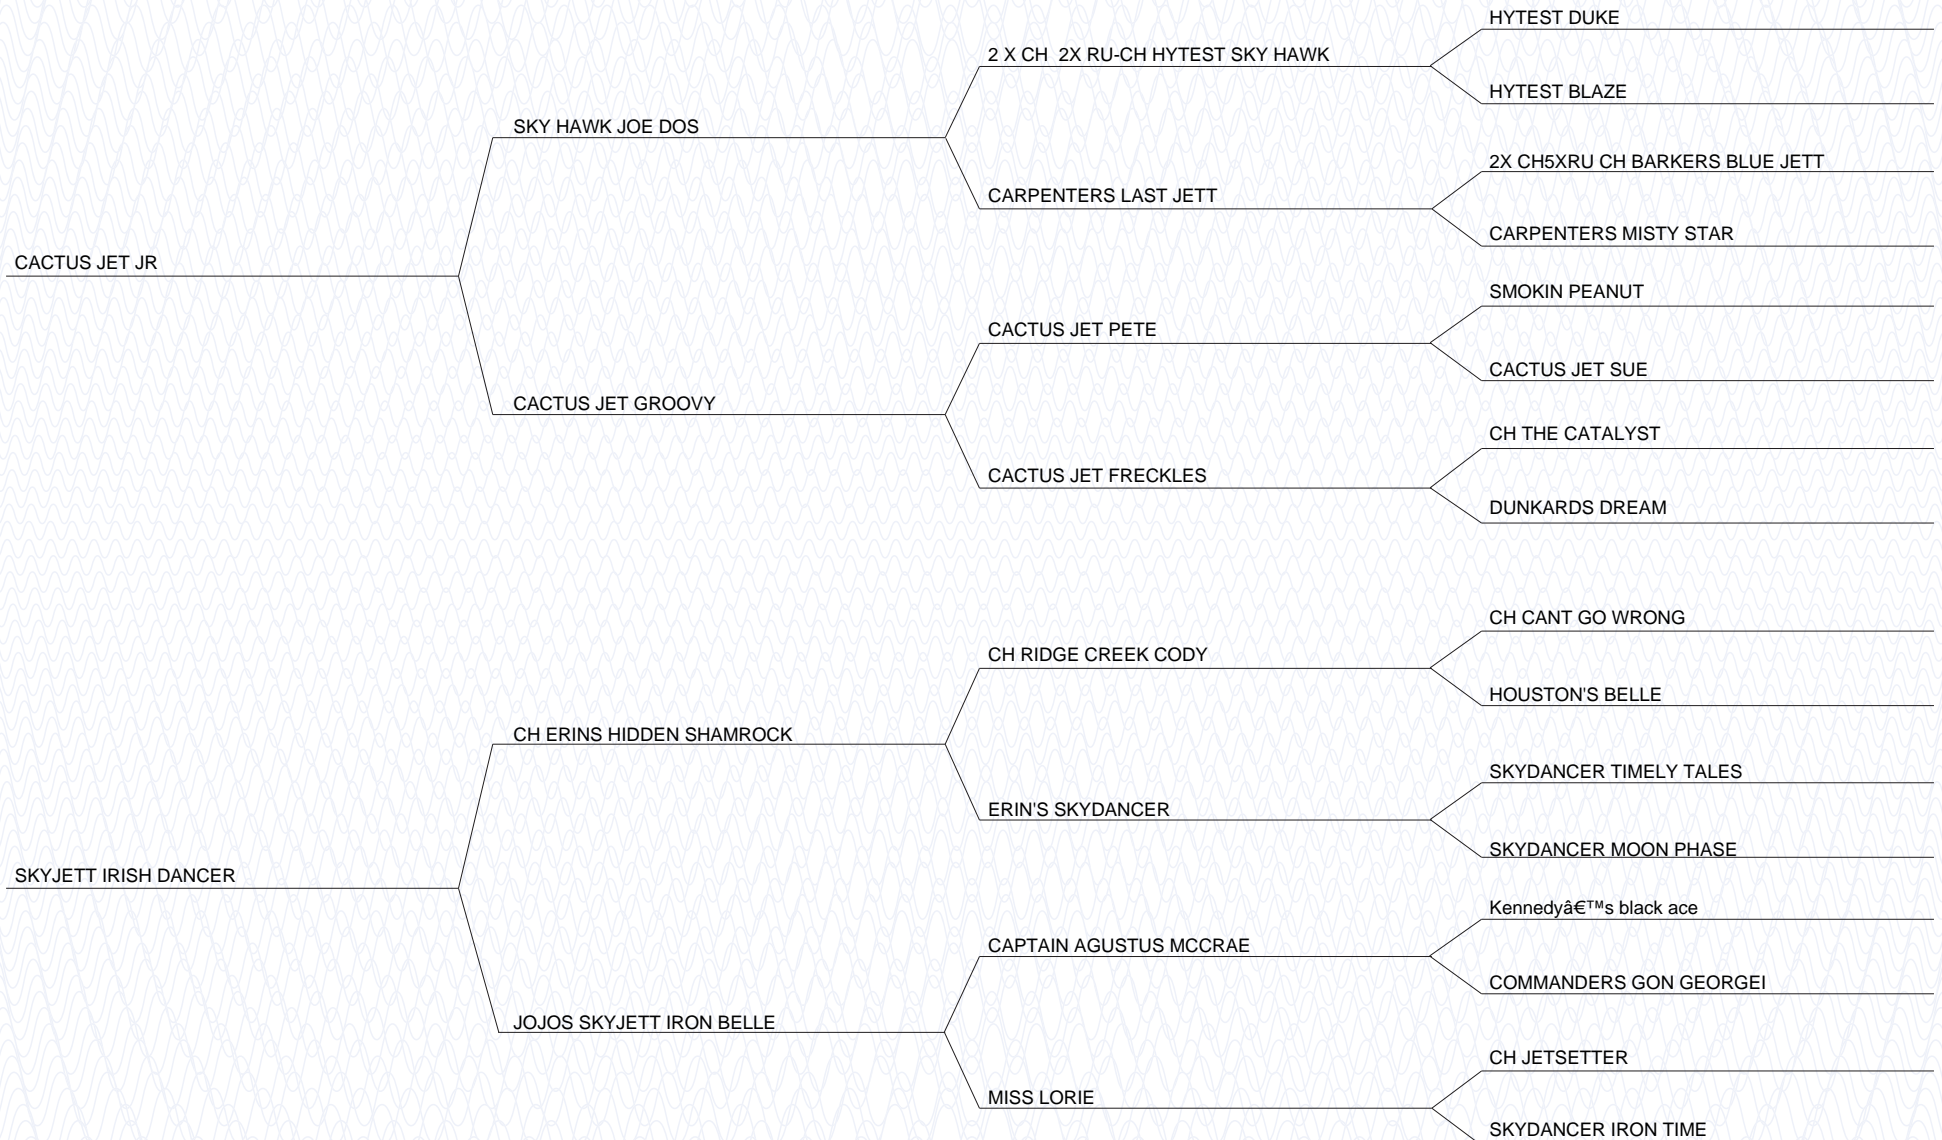 HYTEST DUKE
2 X CH  2X RU-CH HYTEST SKY HAWK
HYTEST BLAZE
SKY HAWK JOE DOS
2X CH5XRU CH BARKERS BLUE JETT
CARPENTERS LAST JETT
CARPENTERS MISTY STAR
CACTUS JET JR
SMOKIN PEANUT
CACTUS JET PETE
CACTUS JET SUE
CACTUS JET GROOVY
CH THE CATALYST
CACTUS JET FRECKLES
DUNKARDS DREAM
CH CANT GO WRONG
CH RIDGE CREEK CODY
HOUSTON'S BELLE
CH ERINS HIDDEN SHAMROCK
SKYDANCER TIMELY TALES
ERIN'S SKYDANCER
SKYDANCER MOON PHASE
SKYJETT IRISH DANCER
Kennedyâ€™s black ace
CAPTAIN AGUSTUS MCCRAE
COMMANDERS GON GEORGEI
JOJOS SKYJETT IRON BELLE
CH JETSETTER
MISS LORIE
SKYDANCER IRON TIME